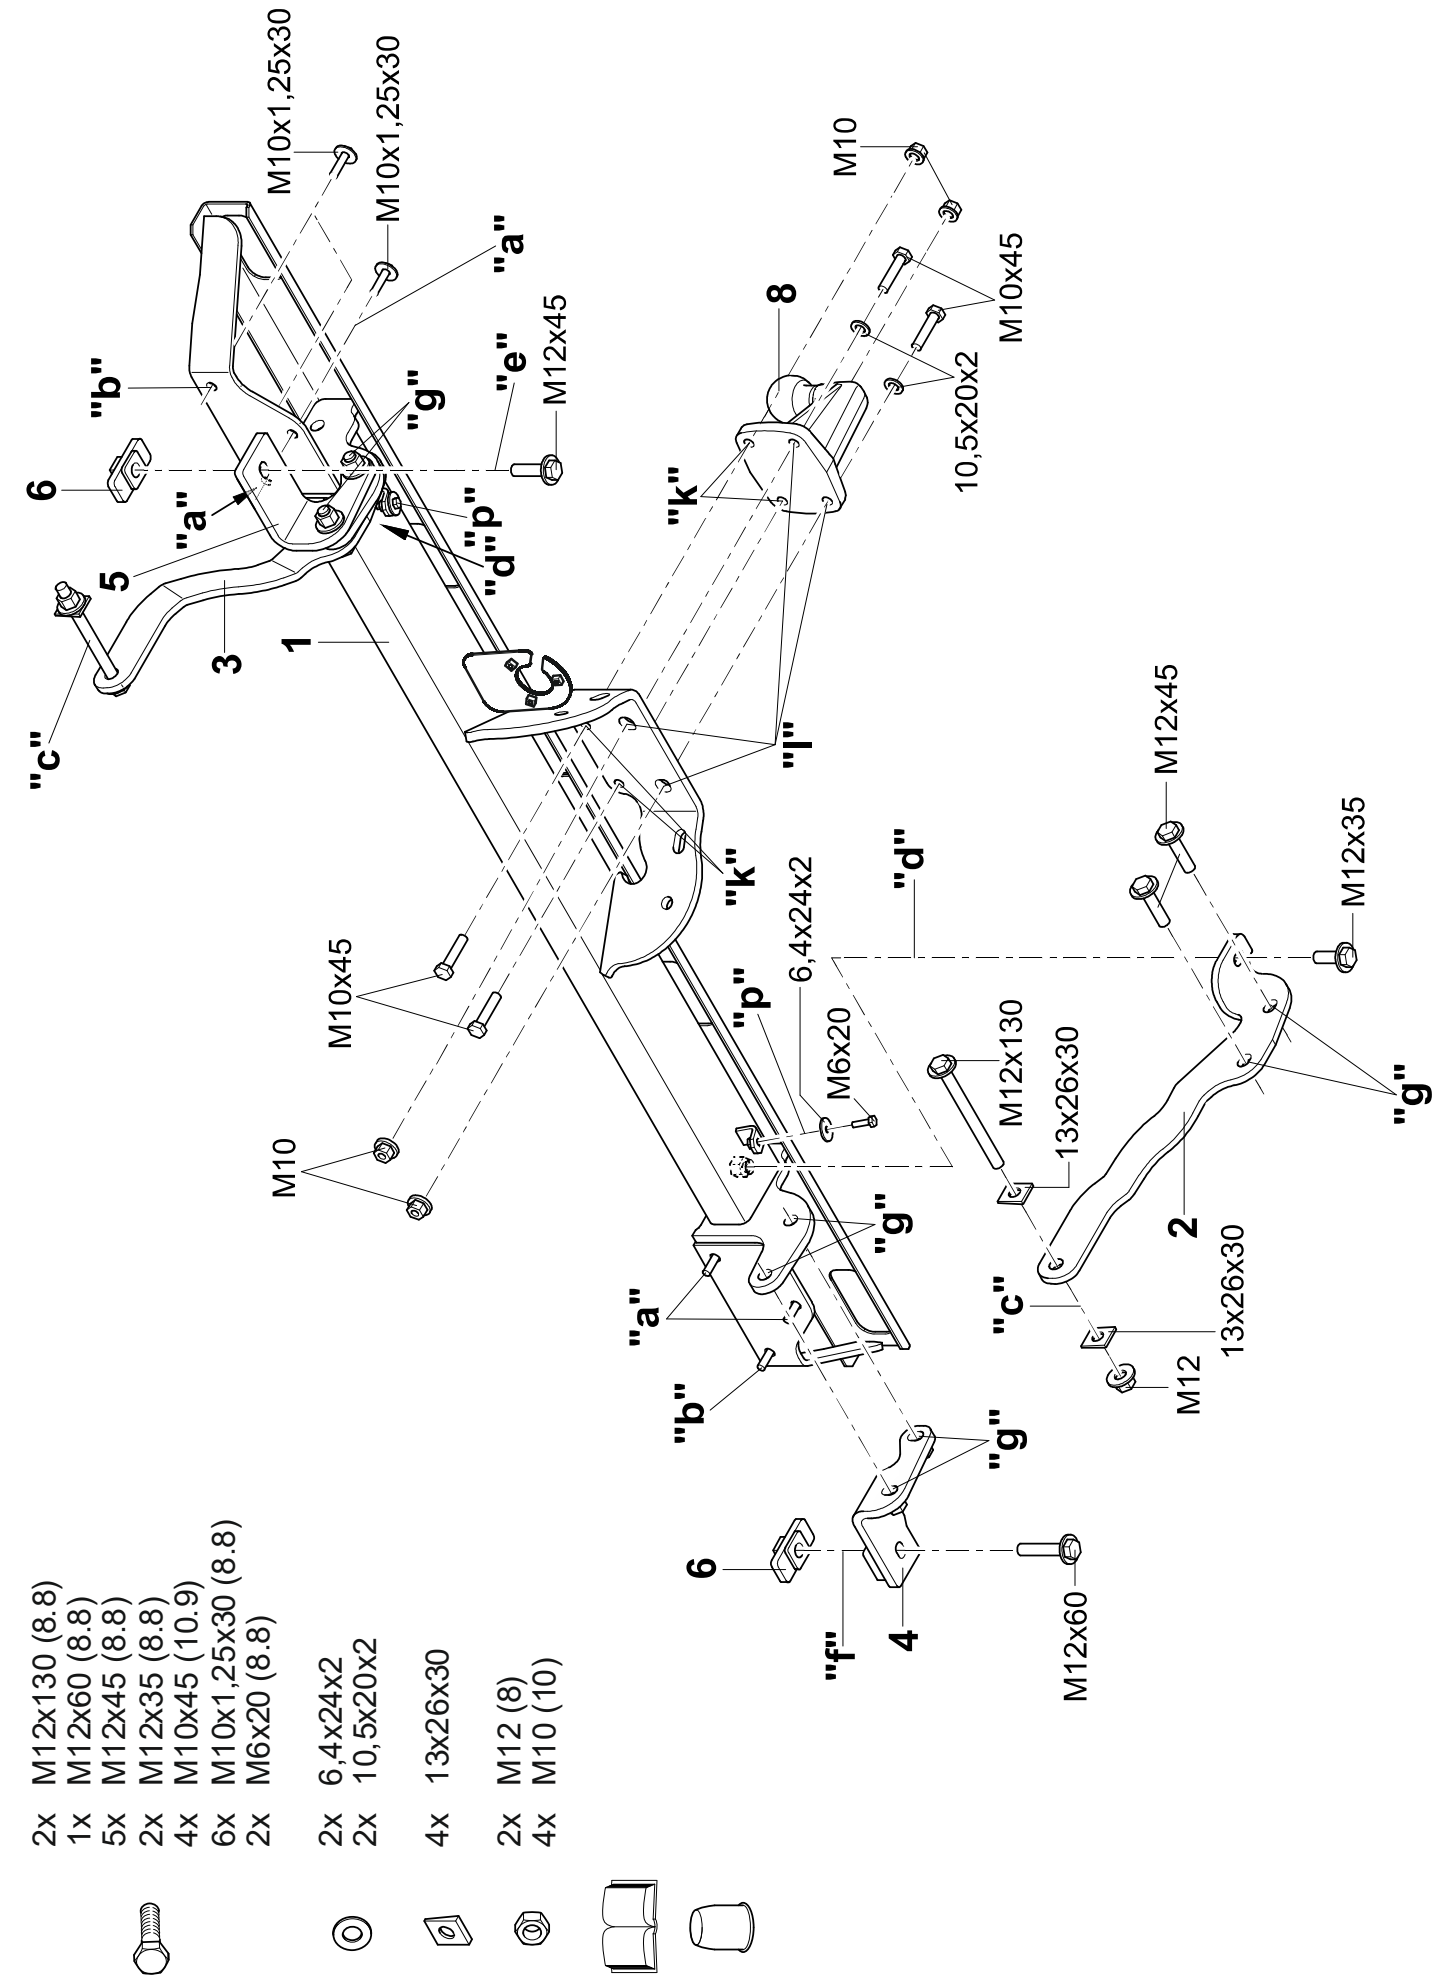 2x M12x130 (8.8)
1x M12x60 (8.8)
5x M12x45 (8.8)
2x M12x35 (8.8)
4x M10x45 (10.9)
6x M10x1,25x30 (8.8)
2x M6x20 (8.8)
2x 6,4x24x2
2x 10,5x20x2
4x 13x26x30
2x M12 (8)
4x M10 (10)
"c"
6
"b"
5
"a"
3
1
M10x1,25x30
M10x1,25x30
"a"
"e"
M12x45
"g"
"p"
"d"
M10
8
M10x45
10,5x20x2
"k"
"l"
"k"
M10x45
M10
"p"
6,4x24x2
M6x20
"d"
M12x45
M12x35
M12x130
13x26x30
"g"
2
"g"
"a"
"b"
"c"
13x26x30
M12
"g"
6
"f"
4
M12x60